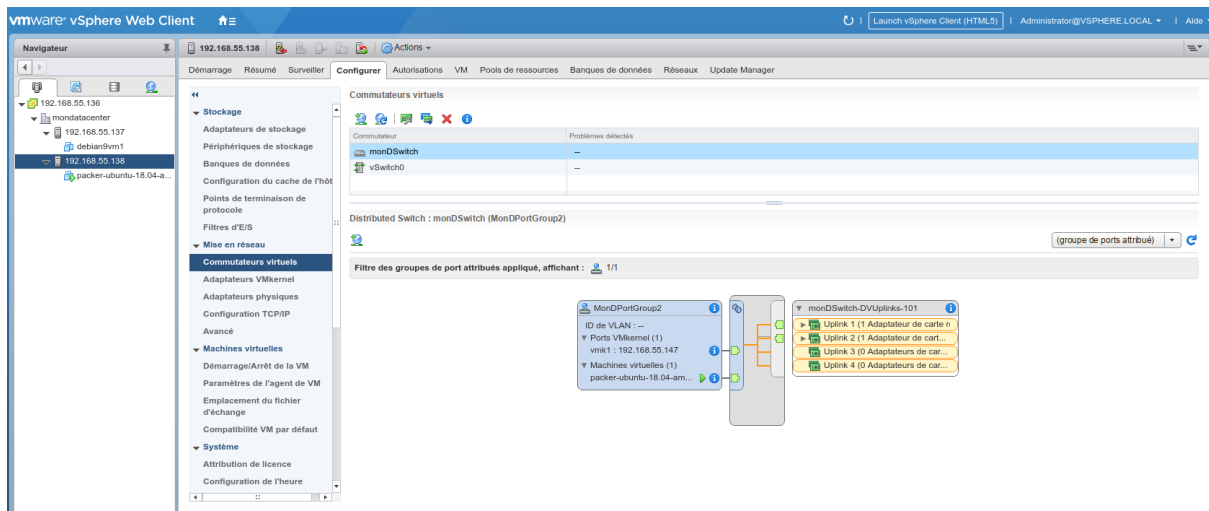 vmware® vSphere Web Client
Launch vSphere Client (HTML5)
Administrator@VSPHERE.LOCAL
Aide
Navigateur
192.168.55.136
mondatacenter
192.168.55.137
debian9vm1
192.168.55.138
packer-ubuntu-18.04-a...
192.168.55.138
Actions
Démarrage Résumé Surveiller Configurer Autorisations VM Pools de ressources Banques de données Réseaux Update Manager
Stockage
Adaptateurs de stockage
Périphériques de stockage
Banques de données
Configuration du cache de l'hôt
Points de terminaison de
protocole
Filtres d'E/S
Mise en réseau
Commutateurs virtuels
Adaptateurs VMkernel
Adaptateurs physiques
Configuration TCP/IP
Avancé
Machines virtuelles
Démarrage/Arrêt de la VM
Paramètres de l'agent de VM
Emplacement du fichier
d'échange
Compatibilité VM par défaut
Système
Attribution de licence
Configuration de l'heure
Commutateurs virtuels
Commutateur Problèmes détectés
monDSwitch --
vSwitch0 --
Distributed Switch : monDSwitch (MonDPortGroup2)
(groupe de ports attribué)
Filtre des groupes de port attribués appliqué, affichant : 1/1
MonDPortGroup2
ID de VLAN : --
Ports VMkernel (1)
vmk1 : 192.168.55.147
Machines virtuelles (1)
packer-ubuntu-18.04-am...
monDSwitch-DVUplinks-101
Uplink 1 (1 Adaptateur de carte r
Uplink 2 (1 Adaptateur de cart...
Uplink 3 (0 Adaptateurs de car...
Uplink 4 (0 Adaptateurs de car...